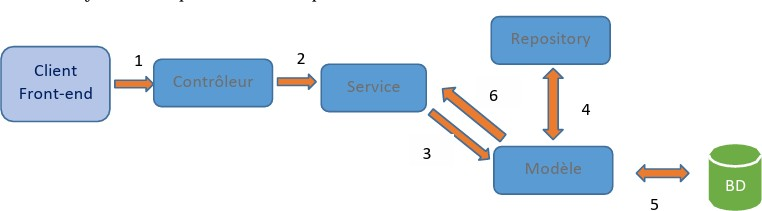 Client
Front-end
1
Contrôleur
2
Service
3
6
Repository
4
Modèle
5
BD